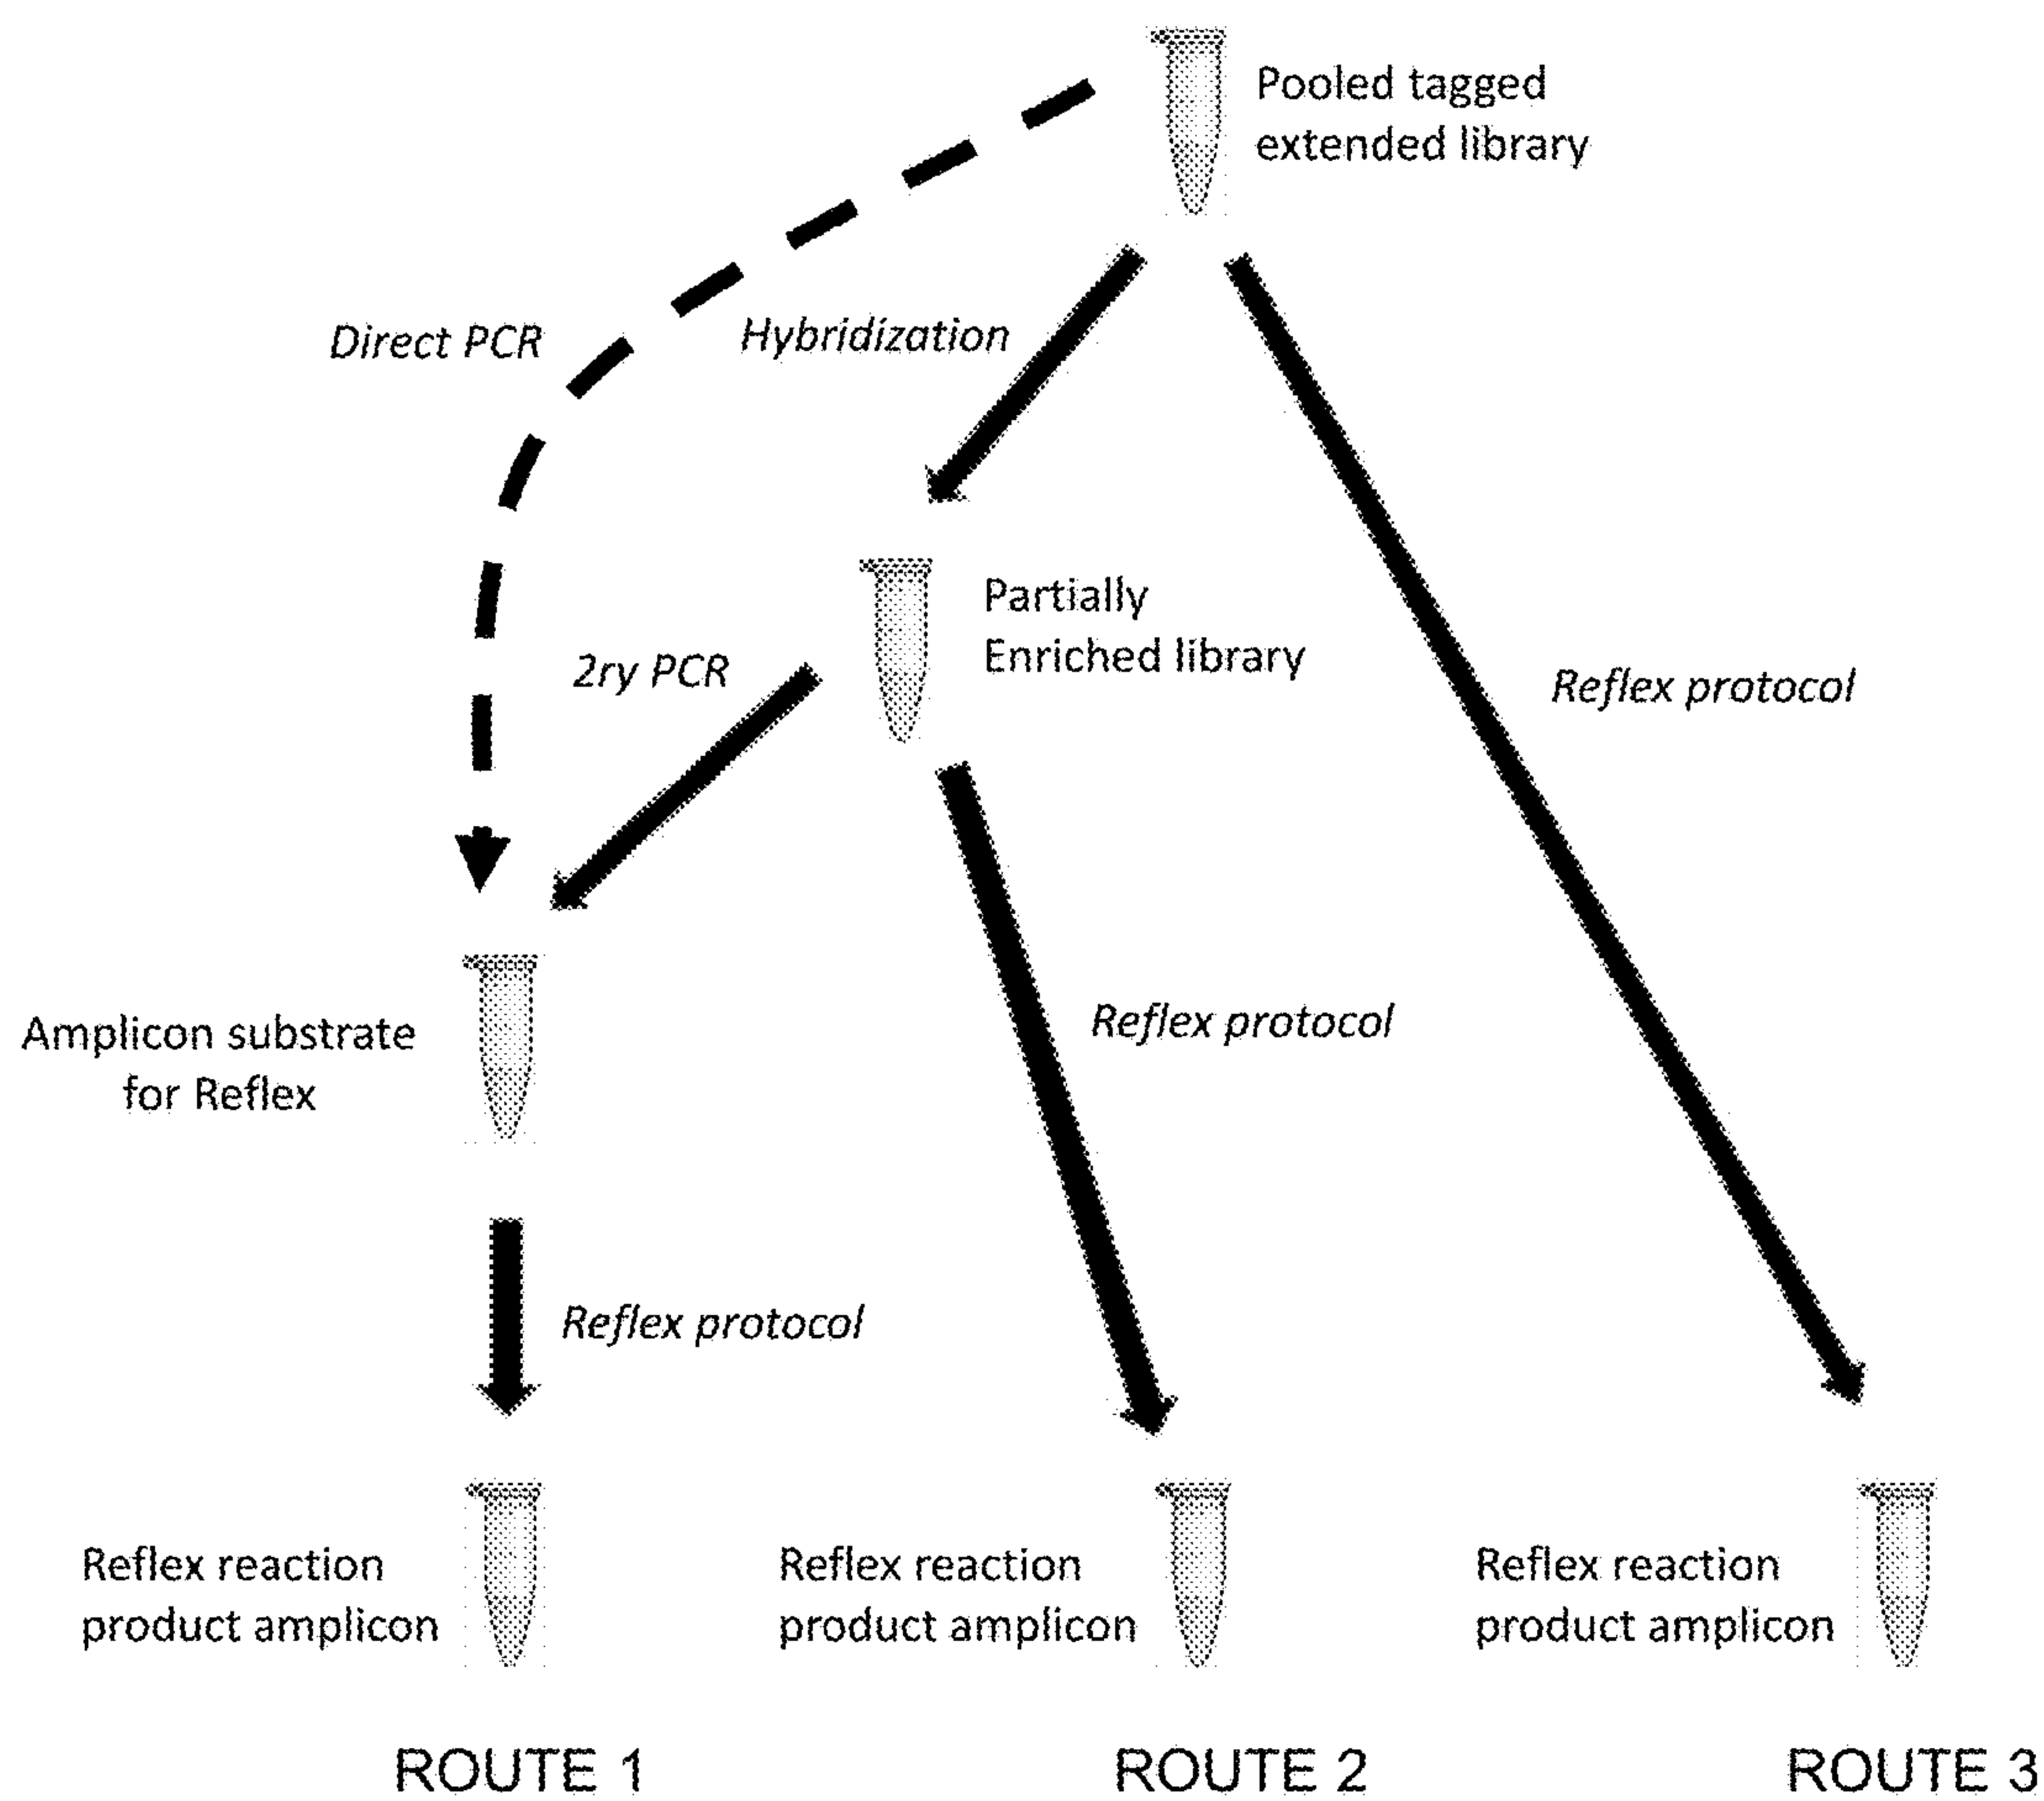 Pooled tagged
extended library
Direct PCR
Hybridization
Partially
Enriched library
2ry PCR
Reflex protocol
Amplicon substrate
for Reflex
Reflex protocol
Reflex protocol
Reflex reaction
product amplicon
Reflex reaction
product amplicon
Reflex reaction
product amplicon
ROUTE 1
ROUTE 2
ROUTE 3